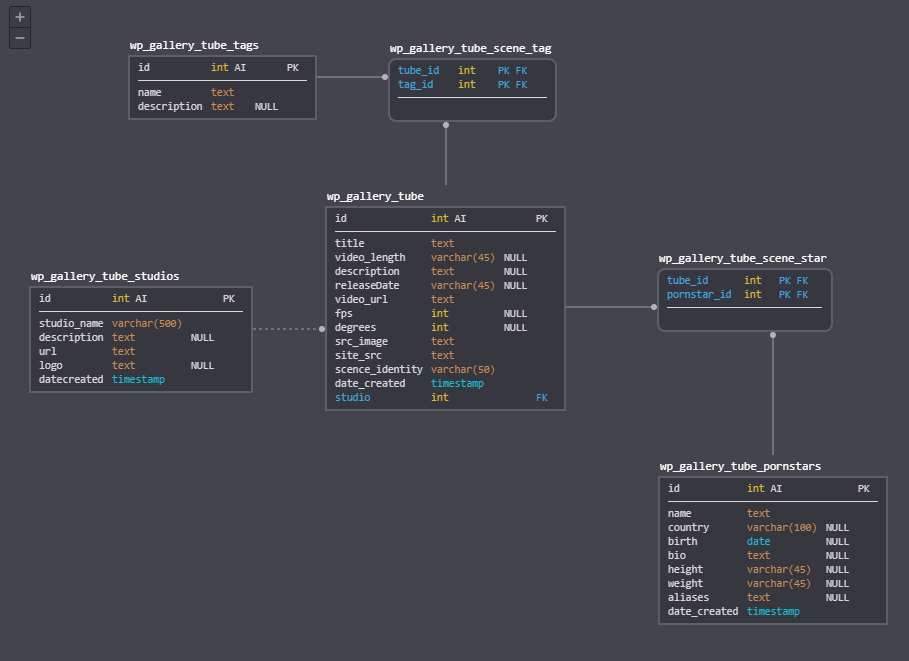 +
−
wp_gallery_tube_tags
id int AI PK
name text
description text NULL
wp_gallery_tube_scene_tag
tube_id int PK FK
tag_id int PK FK
wp_gallery_tube
id int AI PK
title text
video_length varchar(45) NULL
description text NULL
releaseDate varchar(45) NULL
video_url text
fps int NULL
degrees int NULL
src_image text
site_src text
scence_identity varchar(50)
date_created timestamp
studio int FK
wp_gallery_tube_studios
id int AI PK
studio_name varchar(500)
description text NULL
url text
logo text NULL
datecreated timestamp
wp_gallery_tube_scene_star
tube_id int PK FK
pornstar_id int PK FK
wp_gallery_tube_pornstars
id int AI PK
name text
country varchar(100) NULL
birth date NULL
bio text NULL
height varchar(45) NULL
weight varchar(45) NULL
aliases text NULL
date_created timestamp